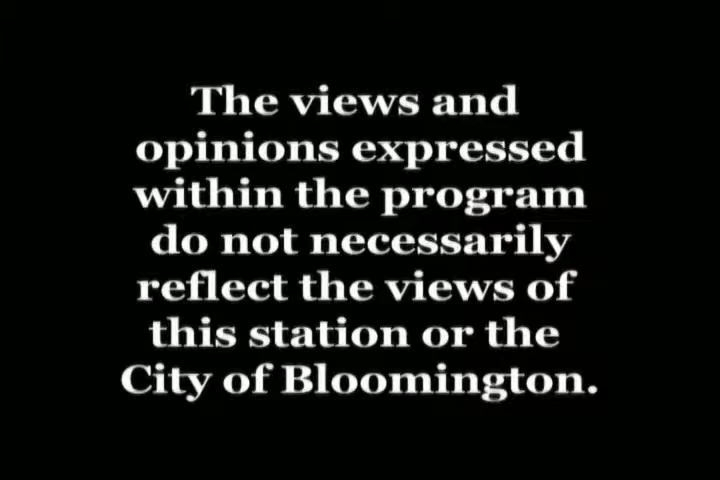 The views and
opinions expressed
within the program
do not necessarily
reflect the views of
this station or the
City of Bloomington.